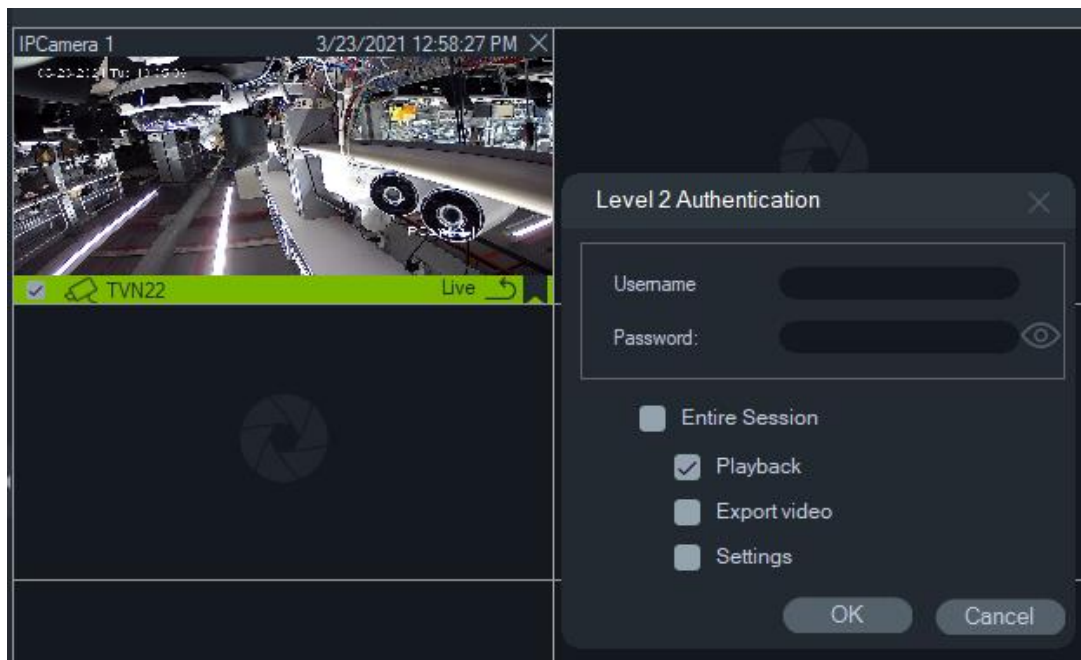 IPCamera 1 3/23/2021 12:58:27 PM
TVN22 Live
Level 2 Authentication
Username
Password:
Entire Session
Playback
Export video
Settings
OK Cancel